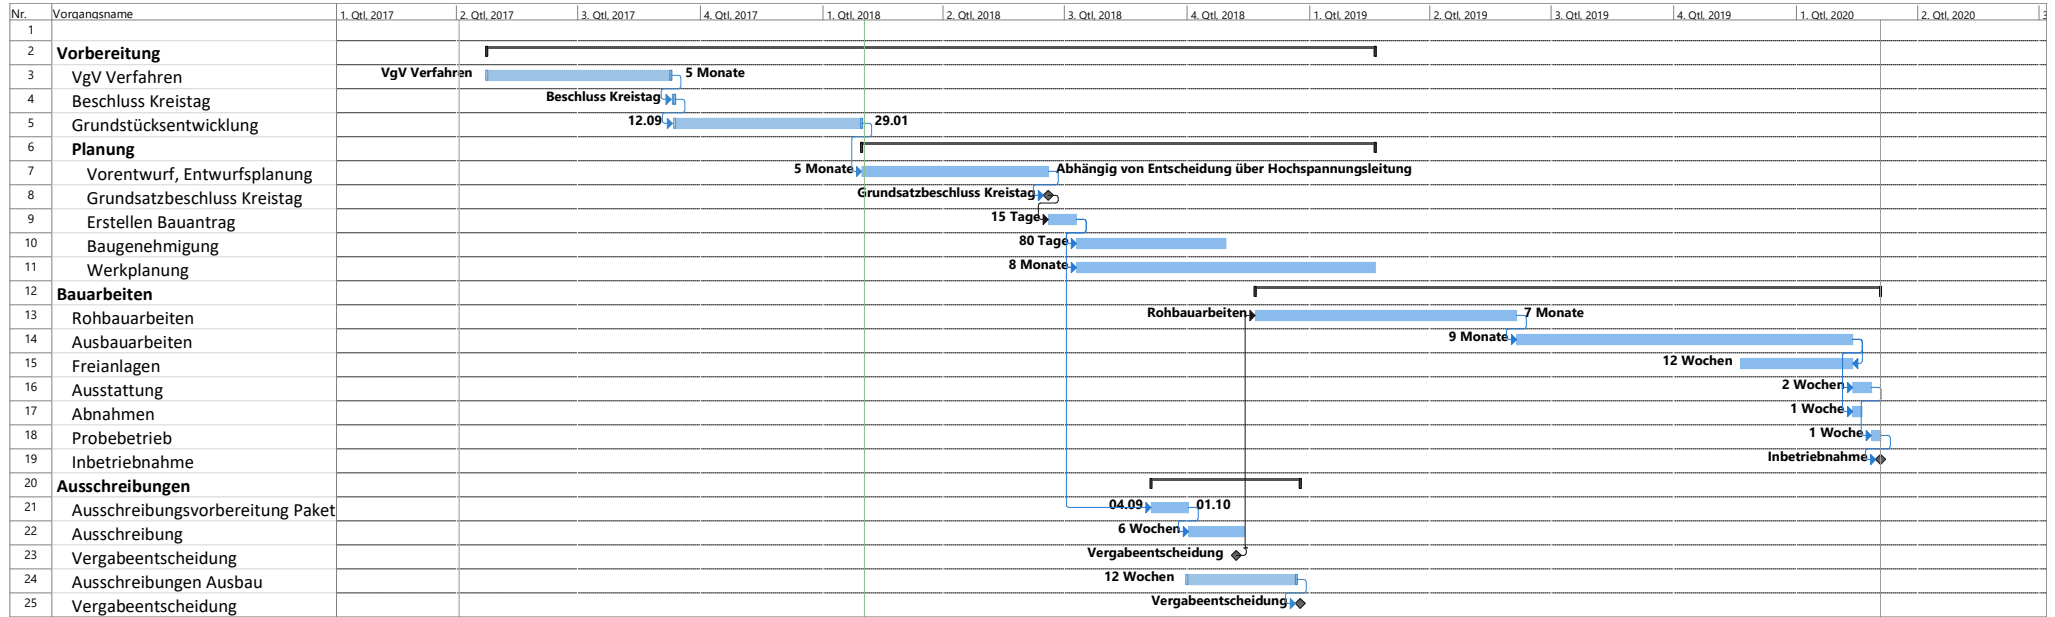 Nr. Vorgangsname 1. Qtl, 2017 2. Qtl, 2017 3. Qtl, 2017 4. Qtl, 2017 1. Qtl, 2018 2. Qtl, 2018 3. Qtl, 2018 4. Qtl, 2018 1. Qtl, 2019 2. Qtl, 2019 3. Qtl, 2019 4. Qtl, 2019 1. Qtl, 2020 2. Qtl, 2020
1
2 Vorbereitung
3 VgV Verfahren VgV Verfahren 5 Monate
4 Beschluss Kreistag Beschluss Kreistag
5 Grundstücksentwicklung 12.09 29.01
6 Planung
7 Vorentwurf, Entwurfsplanung 5 Monate Abhängig von Entscheidung über Hochspannungsleitung
8 Grundsatzbeschluss Kreistag Grundsatzbeschluss Kreistag
9 Erstellen Bauantrag 15 Tage
10 Baugenehmigung 80 Tage
11 Werkplanung 8 Monate
12 Bauarbeiten
13 Rohbauarbeiten Rohbauarbeiten 7 Monate
14 Ausbauarbeiten 9 Monate
15 Freianlagen 12 Wochen
16 Ausstattung 2 Wochen
17 Abnahmen 1 Woche
18 Probebetrieb 1 Woche
19 Inbetriebnahme Inbetriebnahme
20 Ausschreibungen
21 Ausschreibungsvorbereitung Paket 04.09 01.10
22 Ausschreibung 6 Wochen
23 Vergabeentscheidung Vergabeentscheidung
24 Ausschreibungen Ausbau 12 Wochen
25 Vergabeentscheidung Vergabeentscheidung